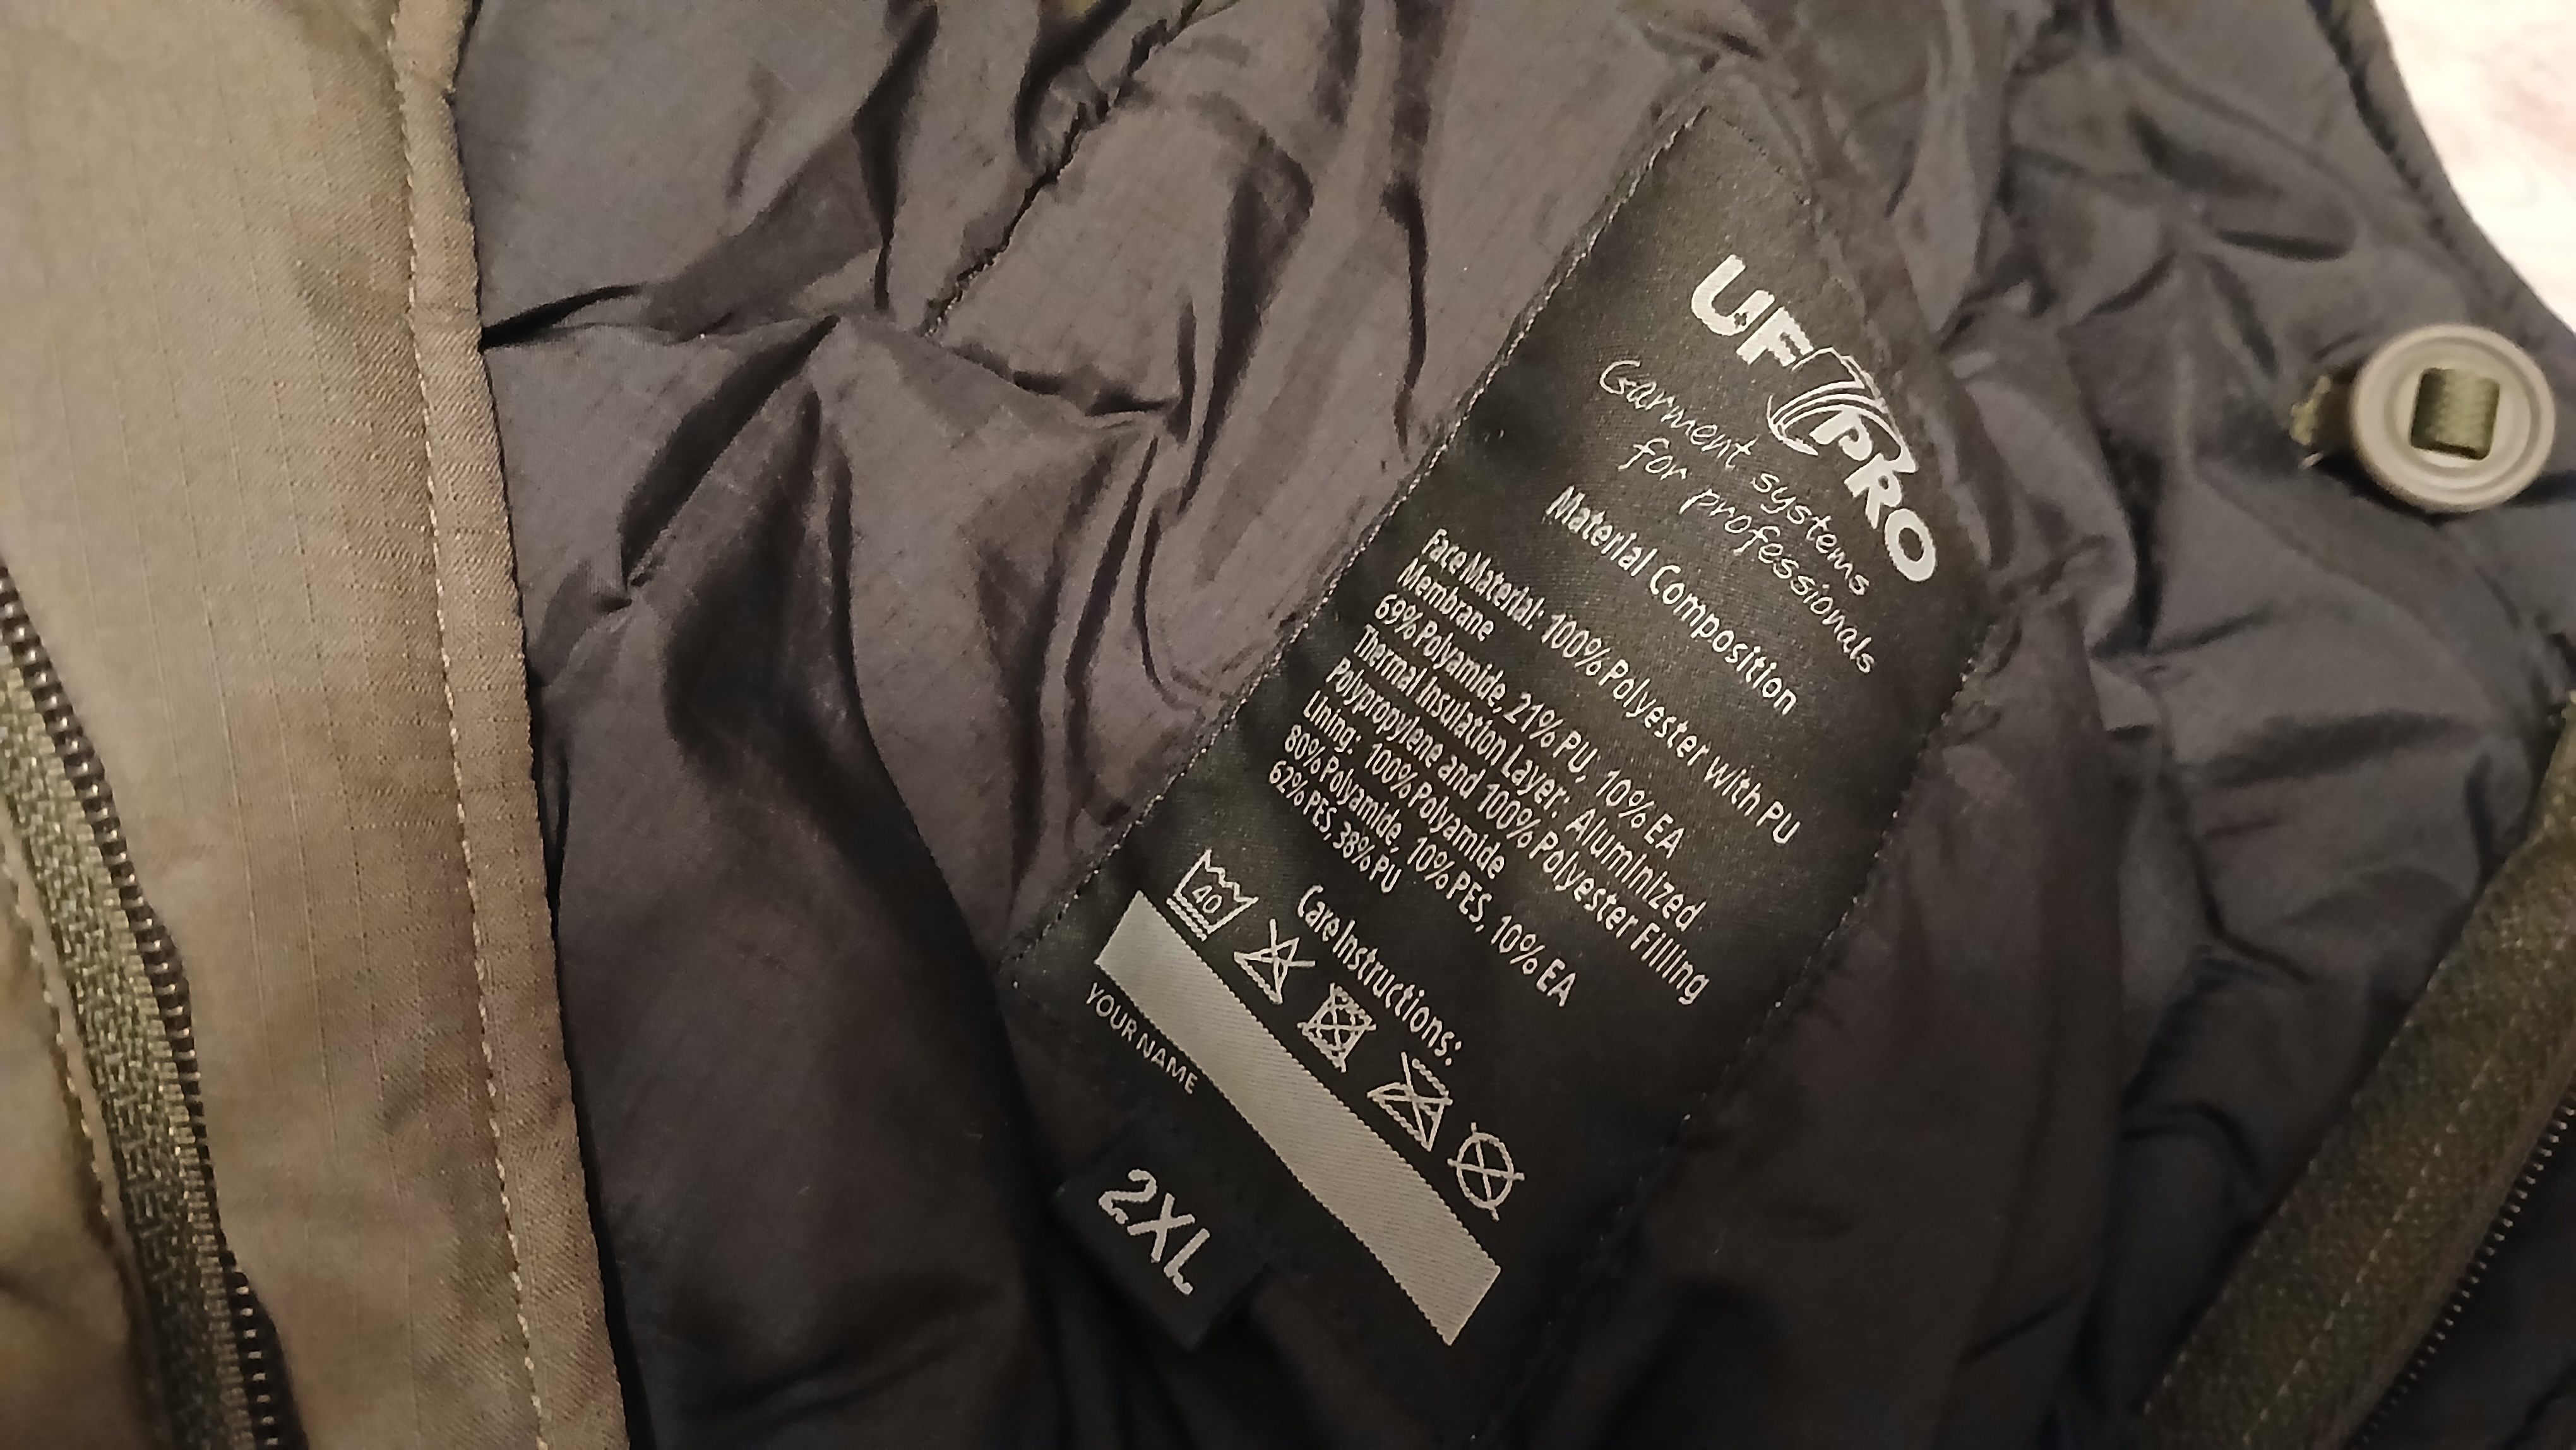 UF PRO
Garment systems
for professionals
Material Composition
Face Material: 100% Polyester with PU
Membrane
69% Polyamide, 21% PU, 10% EA
Thermal Insulation Layer: Aluminized
Polypropylene and 100% Polyester Filling
Lining: 100% Polyamide
80% Polyamide, 10% PES, 10% EA
62% PES, 38% PU
Care Instructions:
40
YOUR NAME
2XL